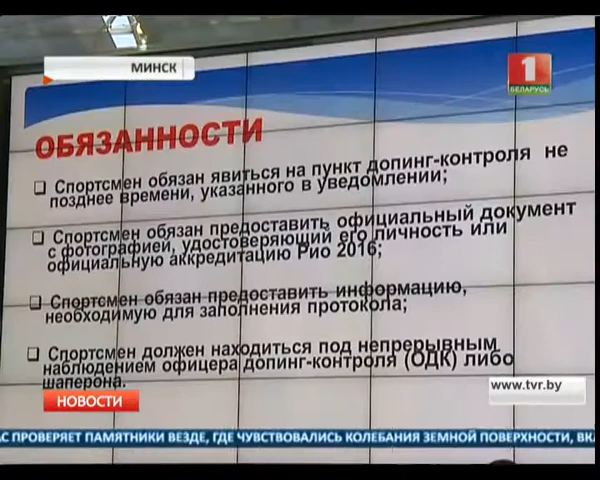 МИНСК
1
БЕЛАРУСЬ
ОБЯЗАННОСТИ
❑ Спортсмен обязан явиться на пункт допинг-контроля не
позднее времени, указанного в уведомлении;
❑ Спортсмен обязан предоставить официальный документ
с фотографией, удостоверяющий его личность или
официальную аккредитацию Рио 2016;
❑ Спортсмен обязан предоставить информацию,
необходимую для заполнения протокола;
❑ Спортсмен должен находиться под непрерывным
наблюдением офицера допинг-контроля (ОДК) либо
шаперона.
www.tvr.by
НОВОСТИ
АС ПРОВЕРЯЕТ ПАМЯТНИКИ ВЕЗДЕ, ГДЕ ЧУВСТВОВАЛИСЬ КОЛЕБАНИЯ ЗЕМНОЙ ПОВЕРХНОСТИ, ВКЛ